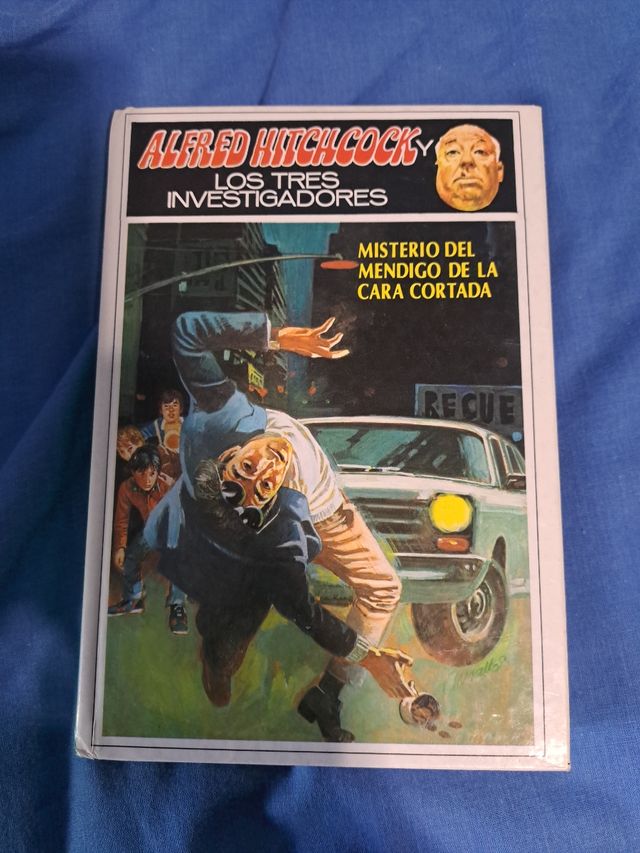 ALFRED HITCHCOCK Y
LOS TRES
INVESTIGADORES
MISTERIO DEL
MENDIGO DE LA
CARA CORTADA
RECUE